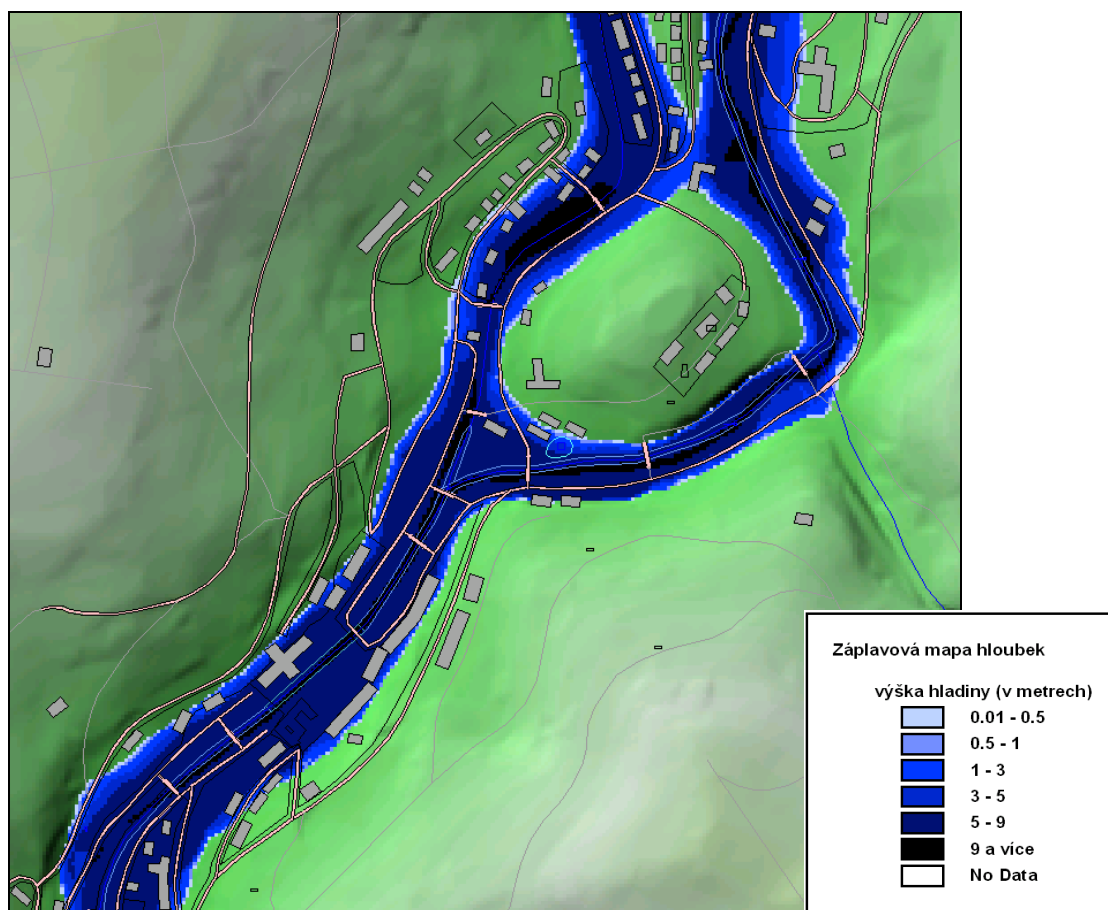 Záplavová mapa hloubek
výška hladiny (v metrech)
0.01 - 0.5
0.5 - 1
1 - 3
3 - 5
5 - 9
9 a více
No Data